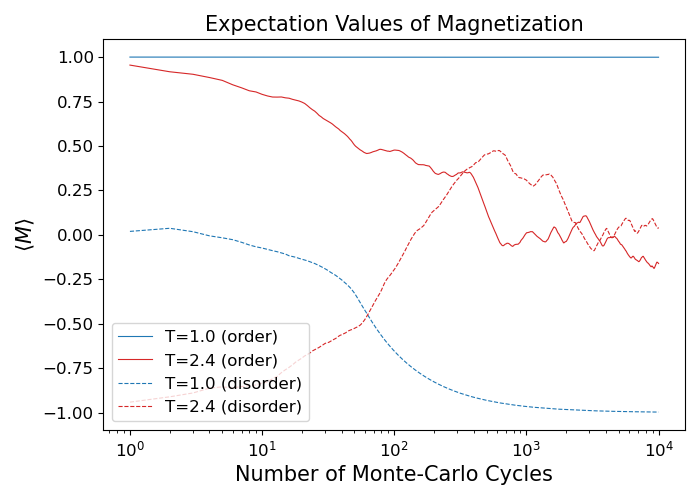 Expectation Values of Magnetization
⟨M⟩
1.00
0.75
0.50
0.25
0.00
−0.25
−0.50
−0.75
−1.00
T=1.0 (order)
T=2.4 (order)
T=1.0 (disorder)
T=2.4 (disorder)
10⁰ 10¹ 10² 10³ 10⁴
Number of Monte-Carlo Cycles